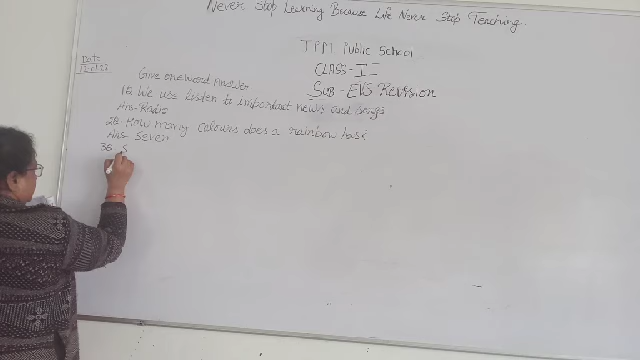 Never Stop Learning Because Life Never Stop Teaching.
TPM Public School
CLASS - II
Sub - EVS Revision
Date
Give one word Answer
1Q We use listen to important news and songs
Ans- Radio
2Q How many colours does a rainbow has
Ans- Seven
3Q S